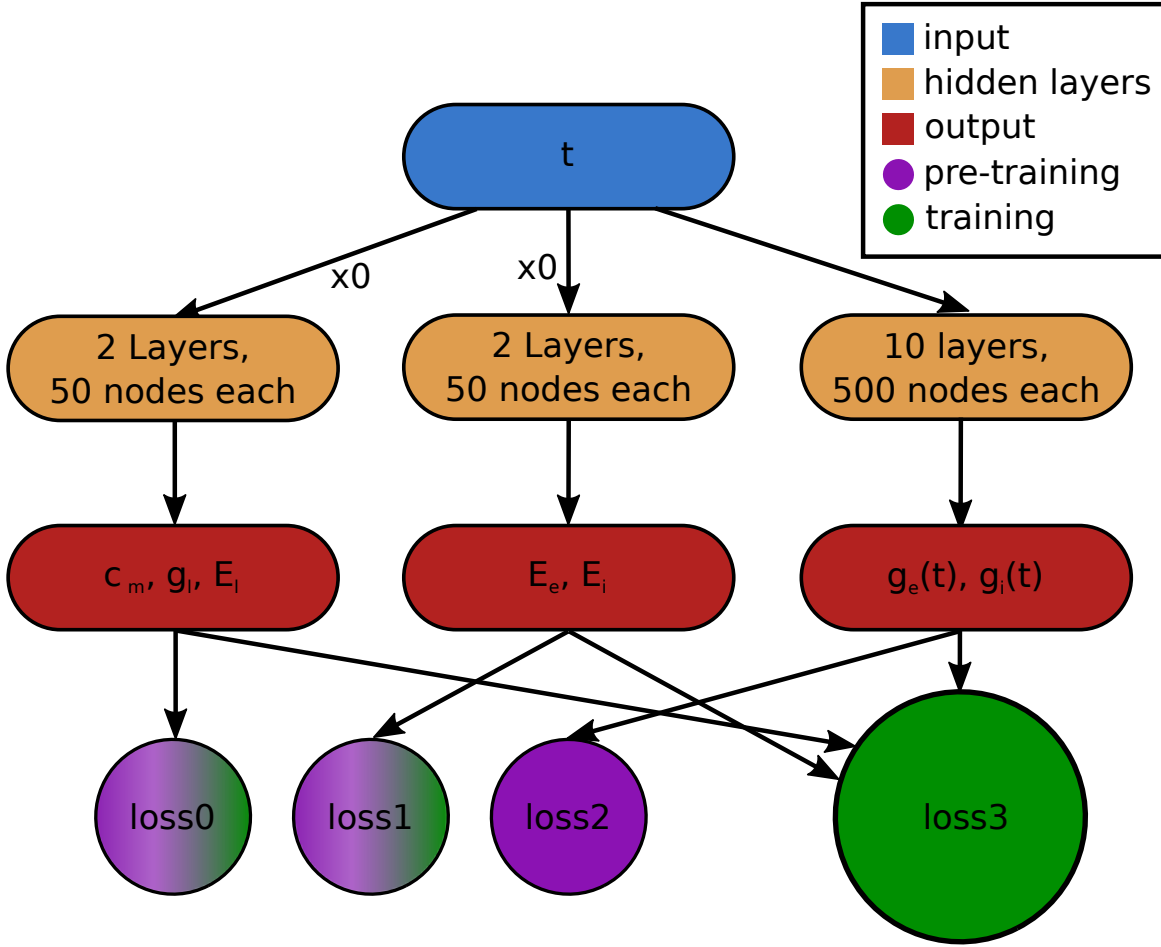 input
hidden layers
output
pre-training
training
t
x0
x0
2 Layers,
50 nodes each
2 Layers,
50 nodes each
10 layers,
500 nodes each
c m, gl, El
Ee, Ei
ge(t), gi(t)
loss0
loss1
loss2
loss3